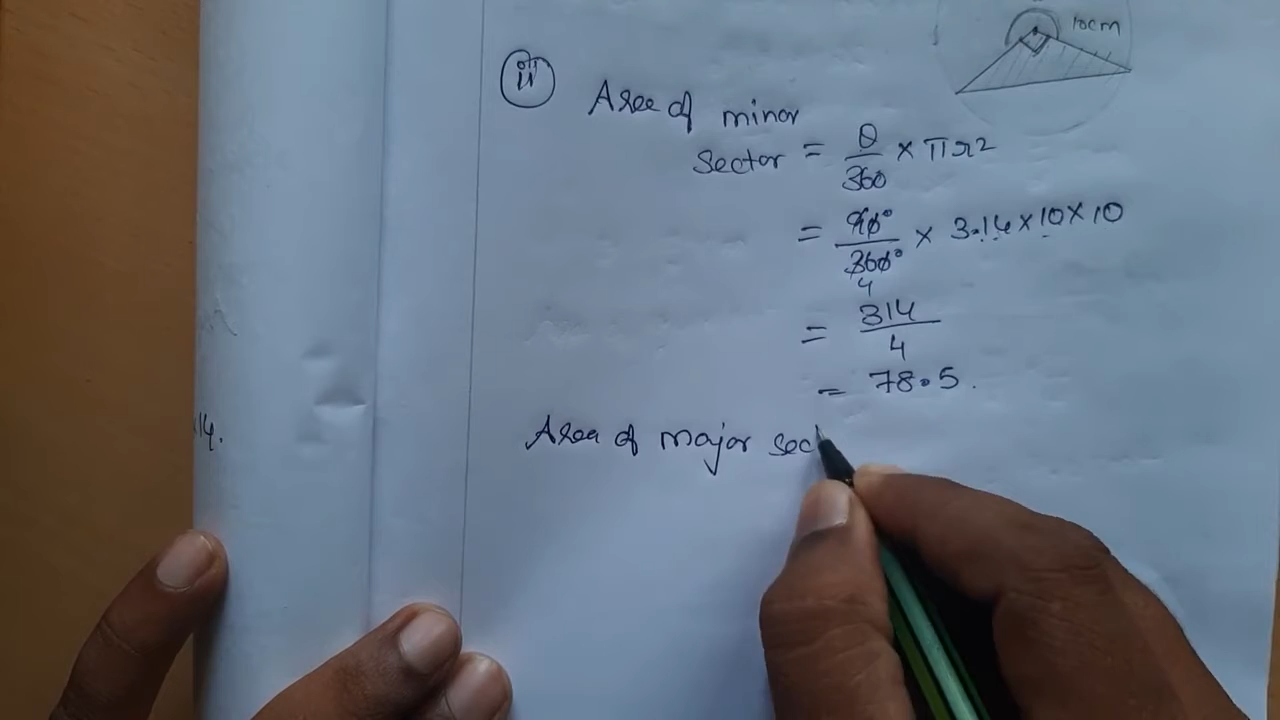 10cm
ii
Area of minor
sector = θ/360 × πr²
= 90°/360° × 3.14×10×10
4
= 314/4
= 78.5.
Area of major sec
14.